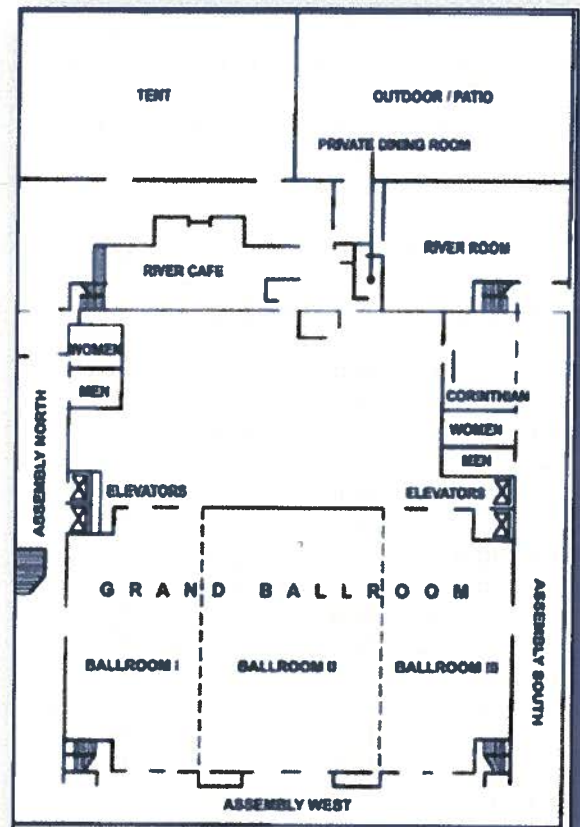 TENT
OUTDOOR / PATIO
PRIVATE DINING ROOM
RIVER CAFE
RIVER ROOM
WOMEN
MEN
CORINTHIAN
WOMEN
MEN
ASSEMBLY NORTH
ELEVATORS
ELEVATORS
GRAND BALLROOM
BALLROOM I
BALLROOM II
BALLROOM III
ASSEMBLY SOUTH
ASSEMBLY WEST